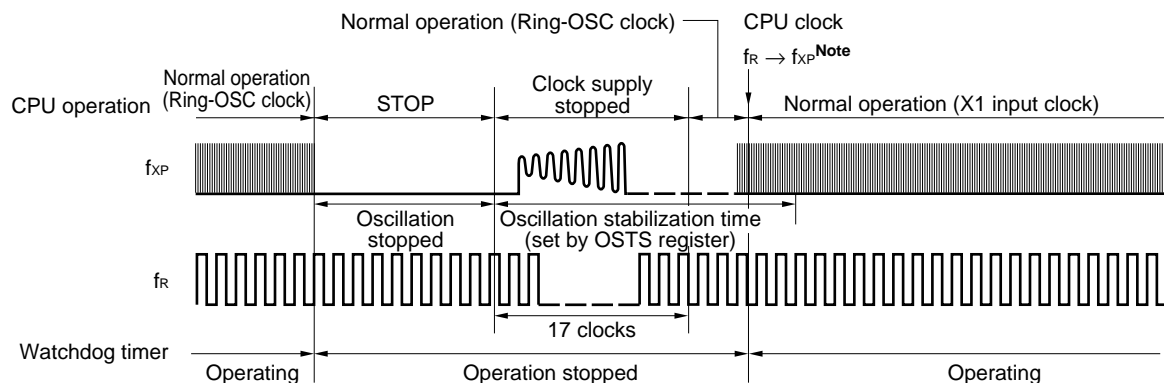 Normal operation (Ring-OSC clock)
CPU clock
fR → fXPNote
Normal operation
(Ring-OSC clock)
CPU operation
STOP
Clock supply
stopped
Normal operation (X1 input clock)
fXP
Oscillation
stopped
Oscillation stabilization time
(set by OSTS register)
fR
17 clocks
Watchdog timer
Operating
Operation stopped
Operating